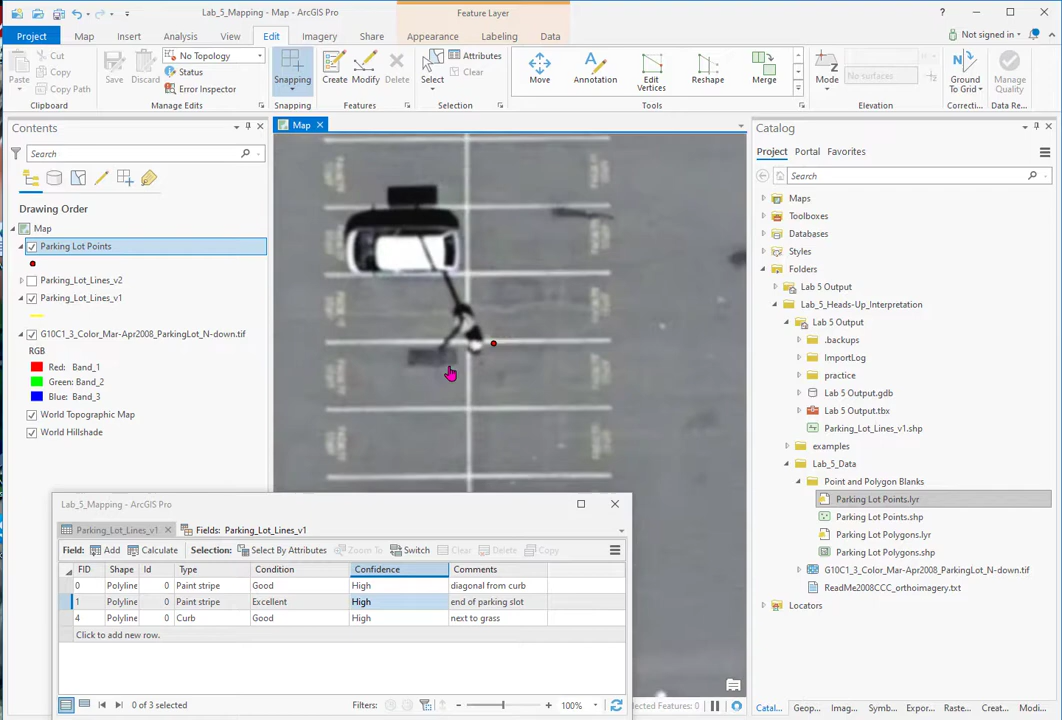 Lab_5_Mapping - Map - ArcGIS Pro
Feature Layer
?
Project
Map
Insert
Analysis
View
Edit
Imagery
Share
Appearance
Labeling
Data
Not signed in
Paste
Cut
Copy
Copy Path
Clipboard
Save
Discard
No Topology
Status
Error Inspector
Manage Edits
Snapping
Snapping
Create
Modify
Delete
Features
Select
Attributes
Clear
Selection
Move
Annotation
Edit
Vertices
Reshape
Merge
Tools
Mode
No surfaces
Elevation
Ground
To Grid
Correcti...
Manage
Quality
Data Re...
Contents
Search
Drawing Order
Map
Parking Lot Points
Parking_Lot_Lines_v2
Parking_Lot_Lines_v1
G10C1_3_Color_Mar-Apr2008_ParkingLot_N-down.tif
RGB
Red: Band_1
Green: Band_2
Blue: Band_3
World Topographic Map
World Hillshade
Map
Catalog
Project
Portal
Favorites
Search
Maps
Toolboxes
Databases
Styles
Folders
Lab 5 Output
Lab_5_Heads-Up_Interpretation
Lab 5 Output
.backups
ImportLog
practice
Lab 5 Output.gdb
Lab 5 Output.tbx
Parking_Lot_Lines_v1.shp
examples
Lab_5_Data
Point and Polygon Blanks
Parking Lot Points.lyr
Parking Lot Points.shp
Parking Lot Polygons.lyr
Parking Lot Polygons.shp
G10C1_3_Color_Mar-Apr2008_ParkingLot_N-down.tif
ReadMe2008CCC_orthoimagery.txt
Locators
Catal...
Geop...
Imag...
Raste...
Creat...
Modi...
Lab_5_Mapping - ArcGIS Pro
Parking_Lot_Lines_v1
Fields: Parking_Lot_Lines_v1
Field: Add Calculate Selection: Select By Attributes Zoom To Switch Clear Delete Copy
FID Shape Id Type Condition Confidence Comments
0 Polyline 0 Paint stripe Good High diagonal from curb
1 Polyline 0 Paint stripe Excellent High end of parking slot
4 Polyline 0 Curb Good High next to grass
Click to add new row.
0 of 3 selected
Filters:
100%
elected Features: 0